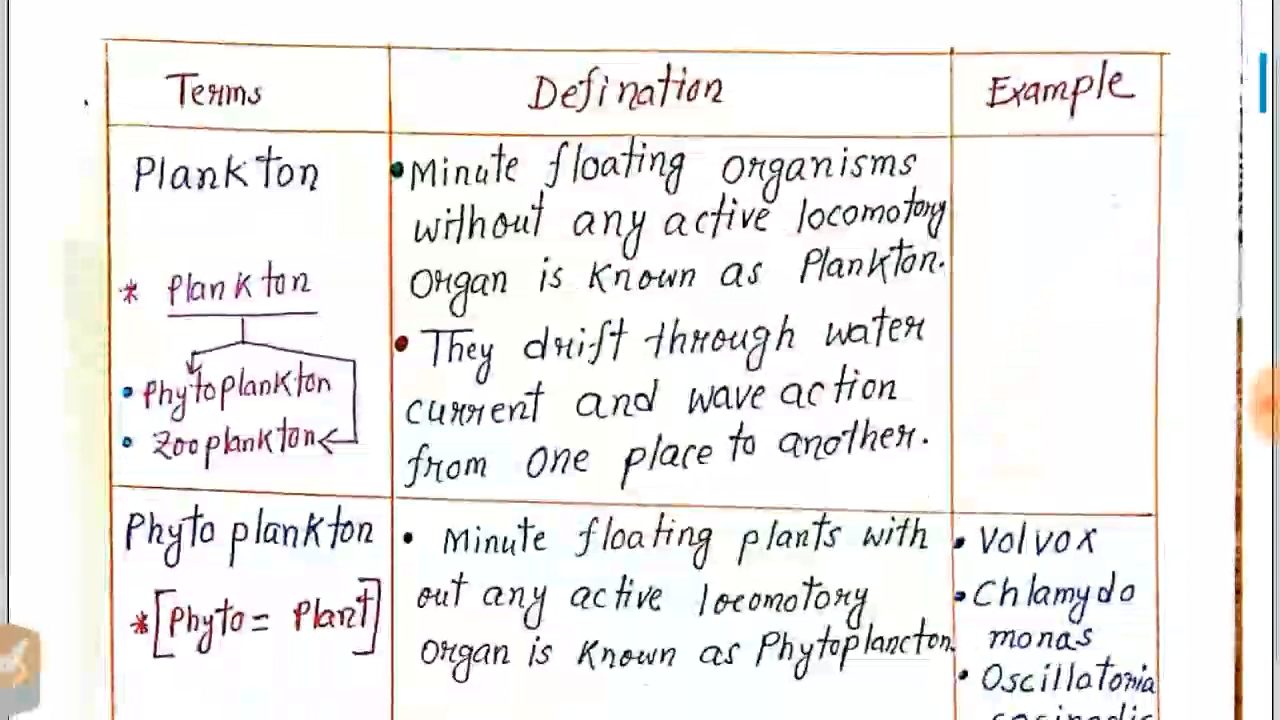 Terms
Defination
Example
Plankton
* Plankton
• Phytoplankton
• Zooplankton
• Minute floating organisms
without any active locomotory
organ is known as Plankton.
• They drift through water
current and wave action
from one place to another.
Phyto plankton
*[Phyto = Plant]
• Minute floating plants with
out any active locomotory
organ is known as Phytoplancton.
• Volvox
• Chlamydo
monas
• Oscillatoria